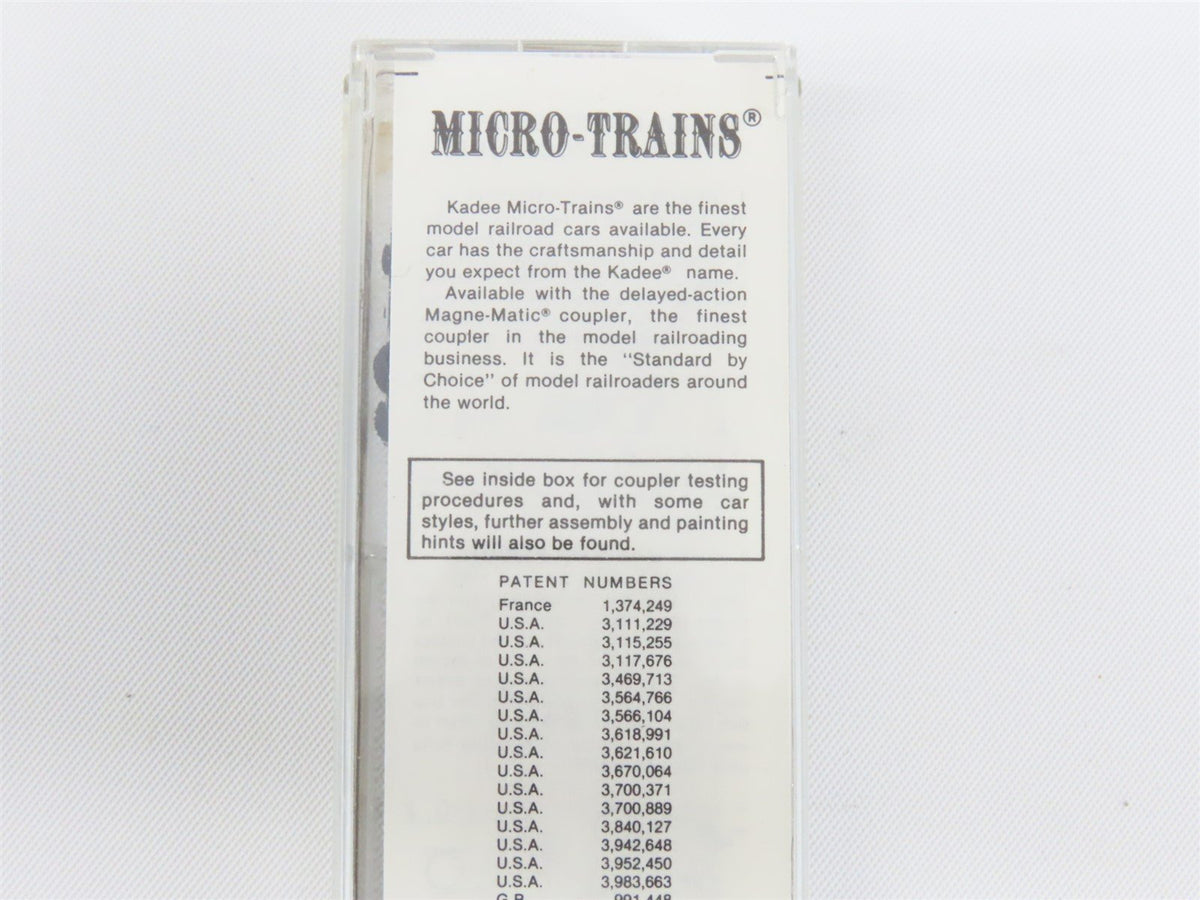 MICRO-TRAINS®
Kadee Micro-Trains® are the finest
model railroad cars available. Every
car has the craftsmanship and detail
you expect from the Kadee® name.
Available with the delayed-action
Magne-Matic® coupler, the finest
coupler in the model railroading
business. It is the "Standard by
Choice" of model railroaders around
the world.
See inside box for coupler testing
procedures and, with some car
styles, further assembly and painting
hints will also be found.
PATENT NUMBERS
France 1,374,249
U.S.A. 3,111,229
U.S.A. 3,115,255
U.S.A. 3,117,676
U.S.A. 3,469,713
U.S.A. 3,564,766
U.S.A. 3,566,104
U.S.A. 3,618,991
U.S.A. 3,621,610
U.S.A. 3,670,064
U.S.A. 3,700,371
U.S.A. 3,700,889
U.S.A. 3,840,127
U.S.A. 3,942,648
U.S.A. 3,952,450
U.S.A. 3,983,663
G.B. 991,448